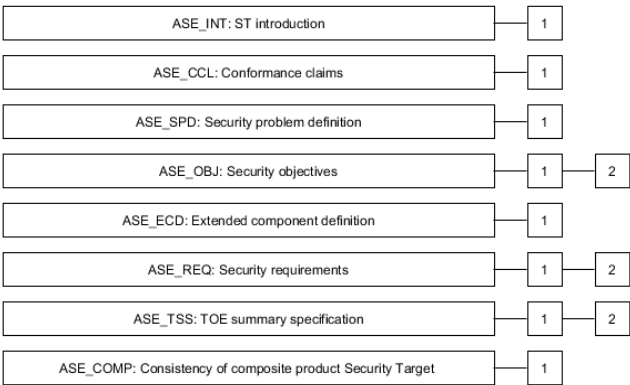 ASE_INT: ST introduction 1
ASE_CCL: Conformance claims 1
ASE_SPD: Security problem definition 1
ASE_OBJ: Security objectives 1 2
ASE_ECD: Extended component definition 1
ASE_REQ: Security requirements 1 2
ASE_TSS: TOE summary specification 1 2
ASE_COMP: Consistency of composite product Security Target 1